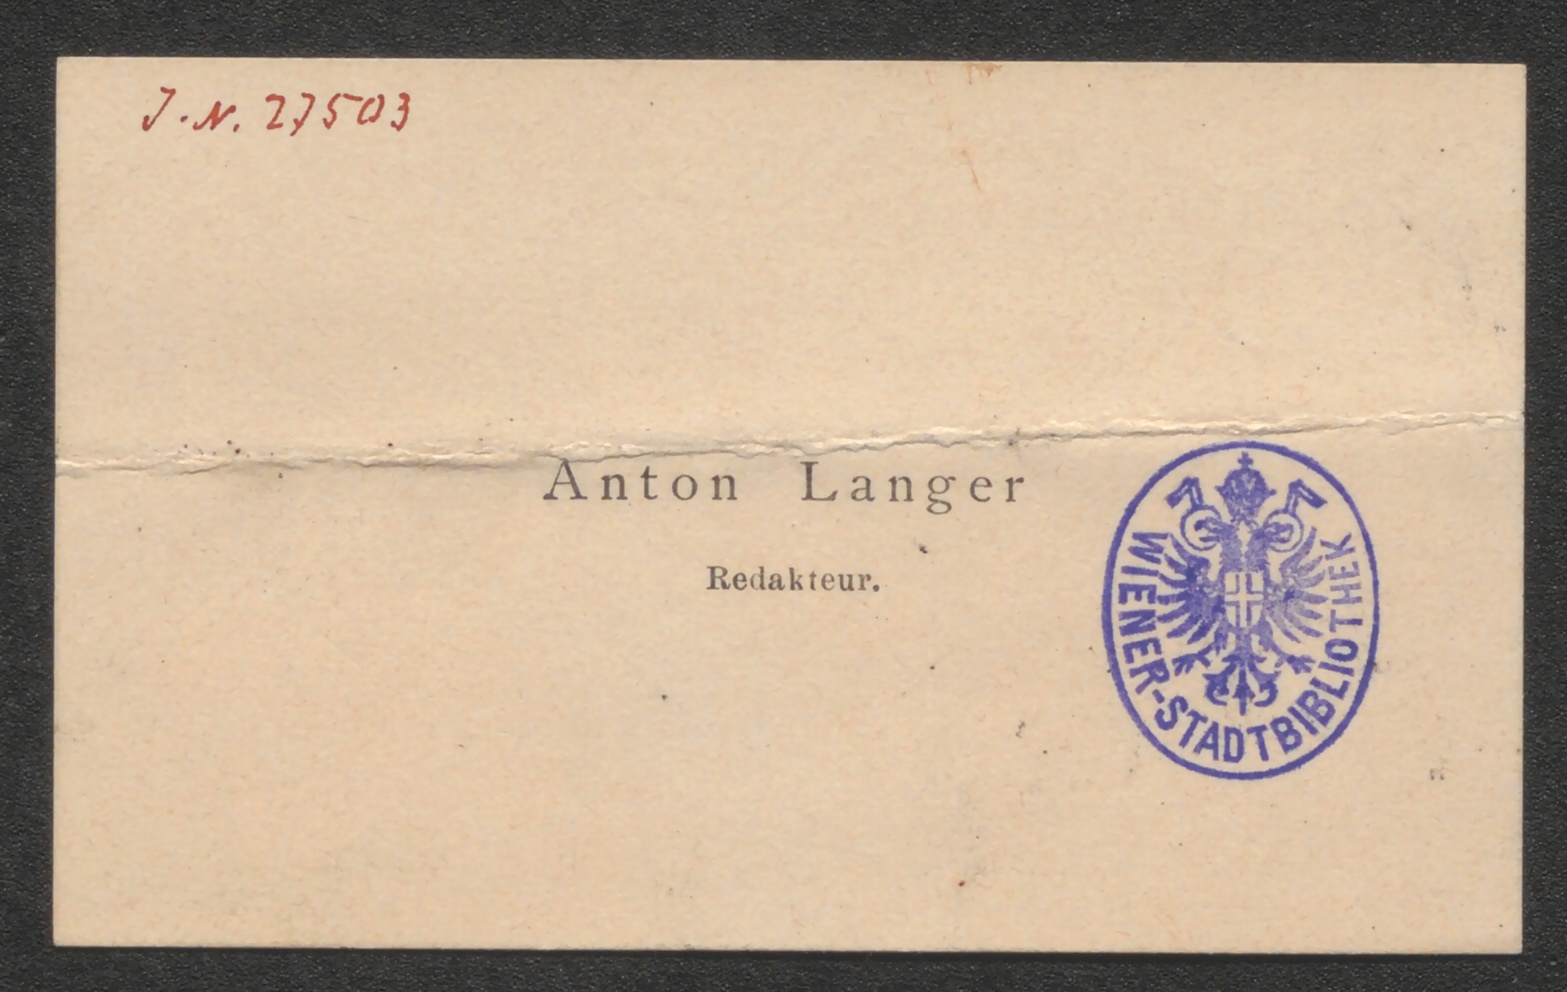 J. N. 27503
Anton Langer
Redakteur.
WIENER-STADTBIBLIOTHEK